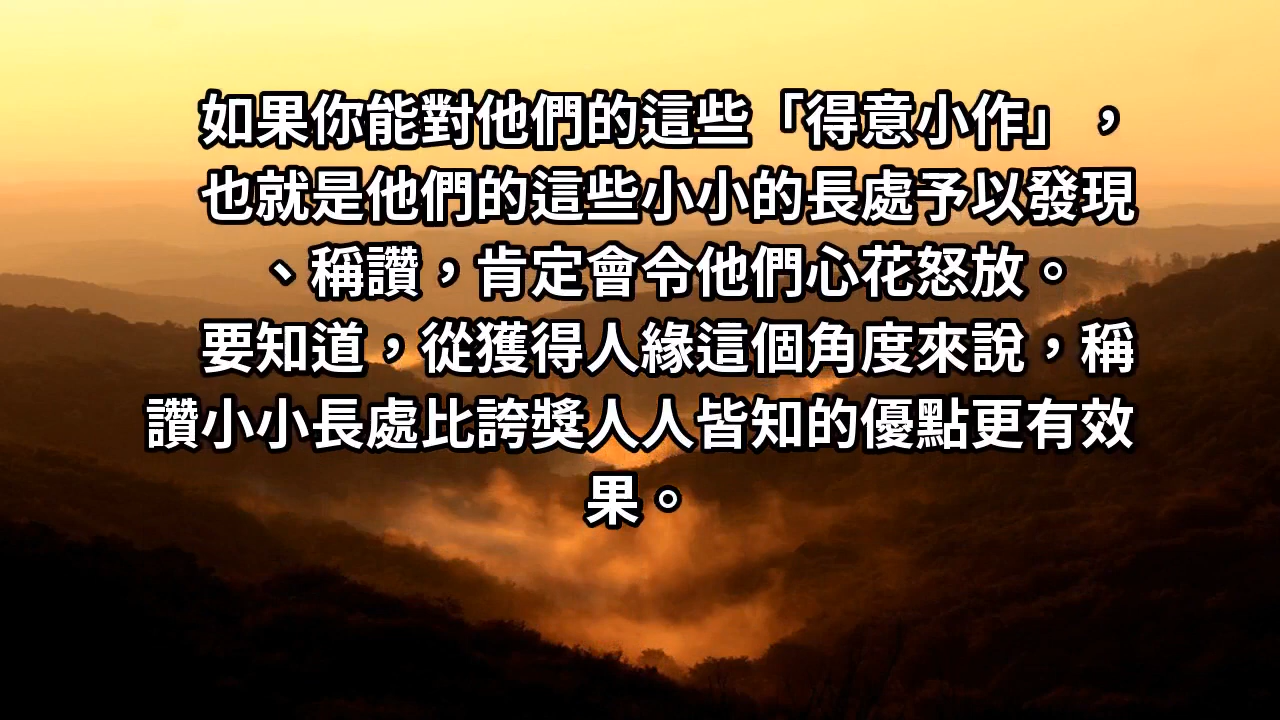 如果你能對他們的這些「得意小作」，
也就是他們的這些小小的長處予以發現
、稱讚，肯定會令他們心花怒放。
要知道，從獲得人緣這個角度來說，稱
讚小小長處比誇獎人人皆知的優點更有效
果。